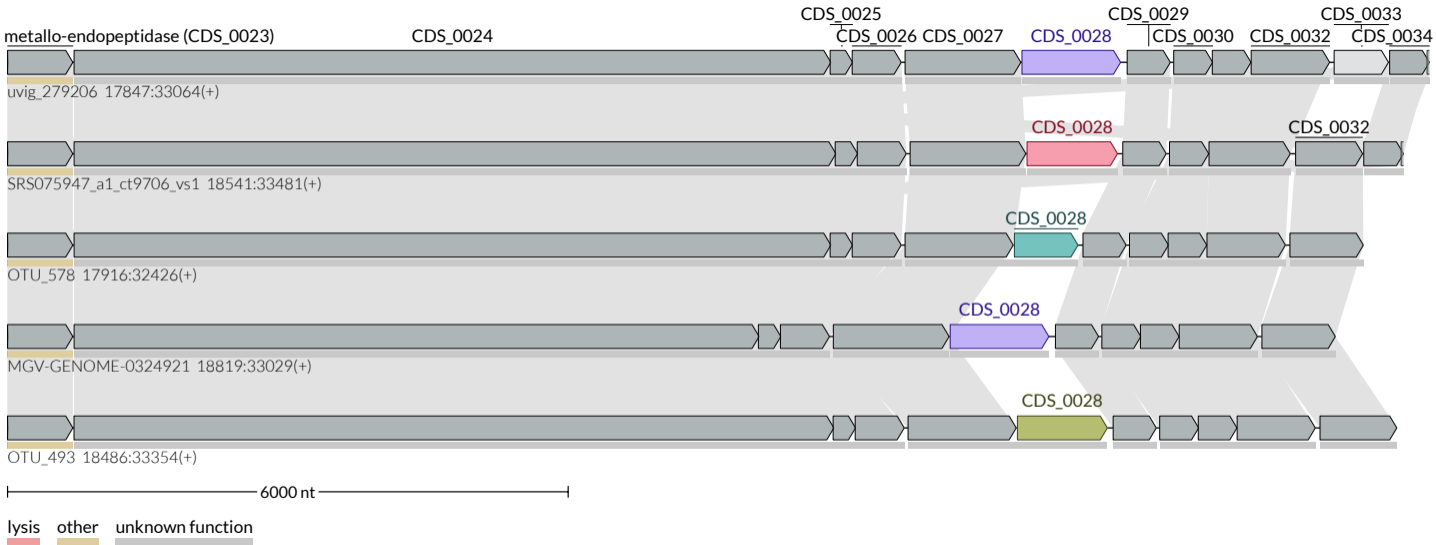 CDS_0025 CDS_0029 CDS_0033
metallo-endopeptidase (CDS_0023) CDS_0024 CDS_0026 CDS_0027 CDS_0028 CDS_0030 CDS_0032 CDS_0034
uvig_279206 17847:33064(+)
CDS_0028 CDS_0032
SRS075947_a1_ct9706_vs1 18541:33481(+)
CDS_0028
OTU_578 17916:32426(+)
CDS_0028
MGV-GENOME-0324921 18819:33029(+)
CDS_0028
OTU_493 18486:33354(+)
6000 nt
lysis other unknown function